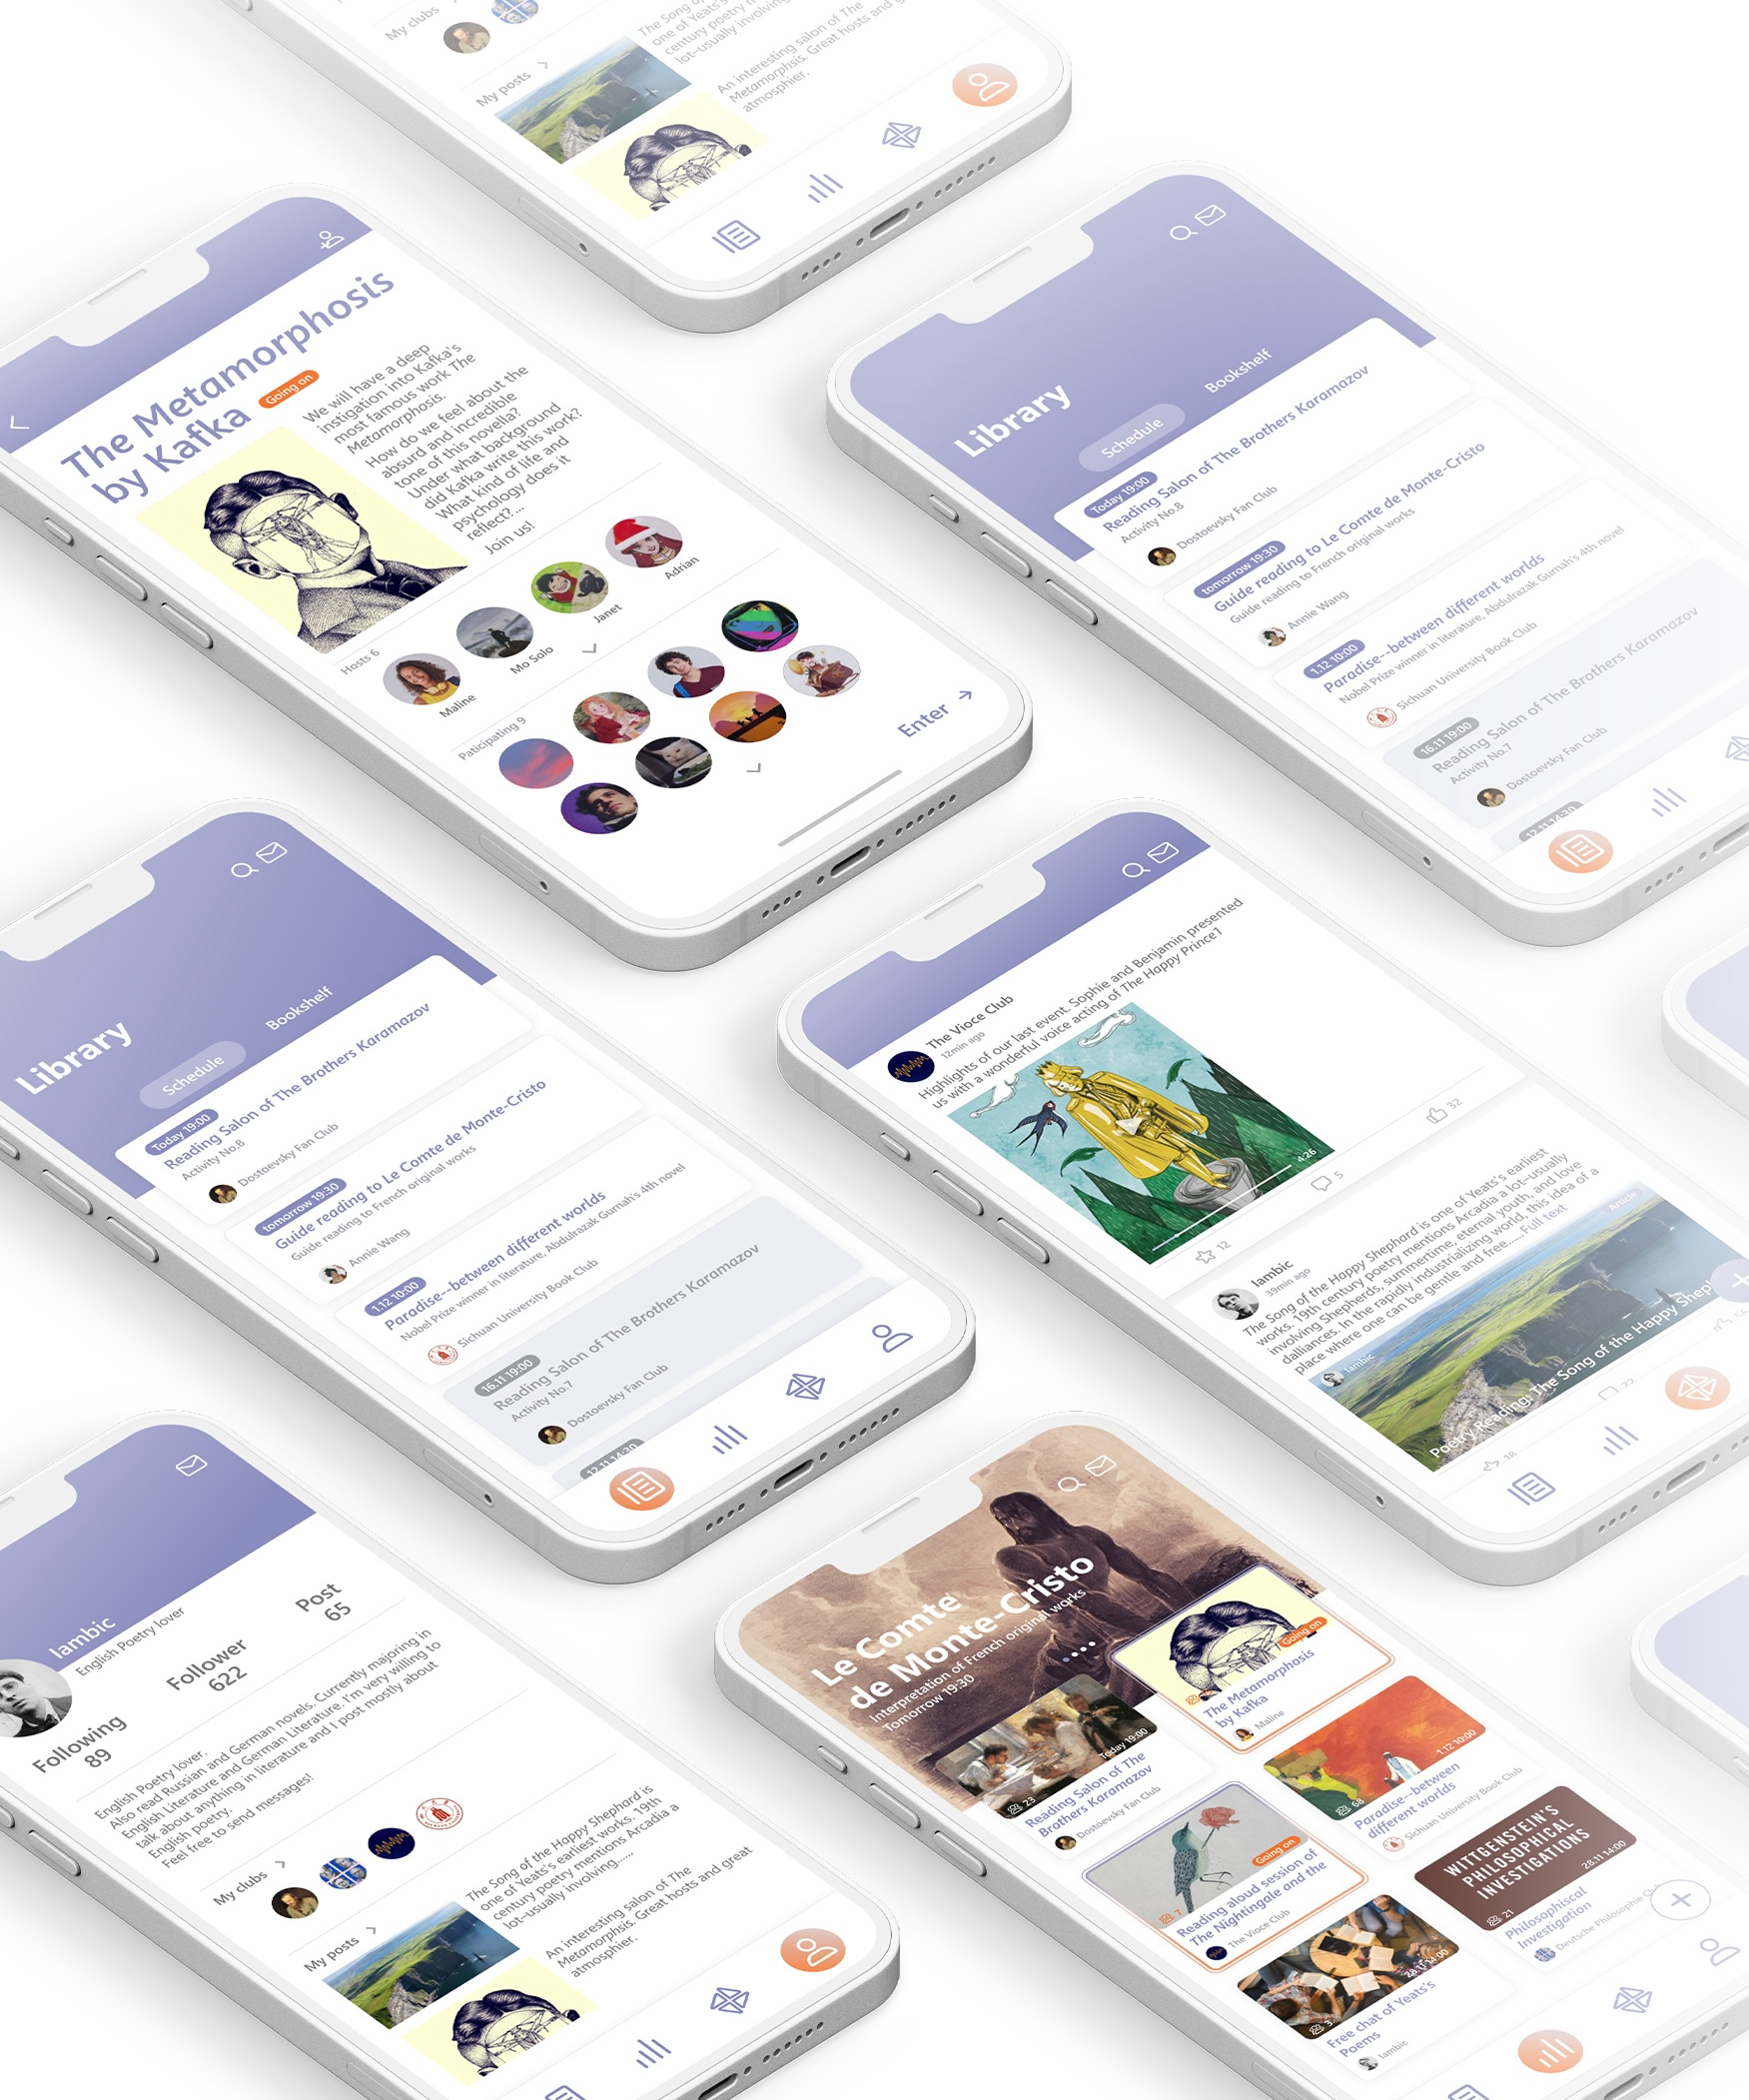 My clubs
My posts
The Song o
one of Yeats'
century poetry m
lot–usually involving
An interesting salon of The
Metamorphsis. Great hosts and g
atmosphier.
The Metamorphosis
by Kafka
Going on
We will have a deep
instigation into Kafka's
most famous work The
Metamorphosis.
How do we feel about the
absurd and incredible
tone of this novella?
Under what background
did Kafka write this work?
What kind of life and
psychology does it
reflect?...
Join us!
Hosts 6
Maline
Mo Solo
Janet
Adrian
Paticipating 9
Enter
Library
Schedule
Bookshelf
Today 19:00
Reading Salon of The Brothers Karamazov
Activity No.8
Dostoevsky Fan Club
tomorrow 19:30
Guide reading to Le Comte de Monte-Cristo
Guide reading to French original works
Annie Wang
1.12 10:00
Paradise--between different worlds
Nobel Prize winner in literature, Abdulrazak Gurnah's 4th novel
Sichuan University Book Club
16.11 19:00
Reading Salon of The Brothers Karamazov
Activity No.7
Dostoevsky Fan Club
12.11 14:30
Library
Schedule
Bookshelf
Today 19:00
Reading Salon of The Brothers Karamazov
Activity No.8
Dostoevsky Fan Club
tomorrow 19:30
Guide reading to Le Comte de Monte-Cristo
Guide reading to French original works
Annie Wang
1.12 10:00
Paradise--between different worlds
Nobel Prize winner in literature, Abdulrazak Gurnah's 4th novel
Sichuan University Book Club
16.11 19:00
Reading Salon of The Brothers Karamazov
Activity No.7
Dostoevsky Fan Club
12.11 14:30
The Vioce Club
12min ago
Highlights of our last event. Sophie and Benjamin presented
us with a wonderful voice acting of The Happy Prince1
4:26
12
5
32
Iambic
39min ago
The Song of the Happy Shephard is one of Yeats's earliest
works. 19th century poetry mentions Arcadia a lot–usually
involving Shepherds, summertime, eternal youth, and love
dalliances. In the rapidly industrializing world, this idea of a
place where one can be gentle and free......Full text
Article
Iambic
Poetry Reading: The Song of the Happy Shep
18
22
Iambic
English Poetry lover
Following
89
Follower
622
Post
65
English Poetry lover.
Also read Russian and German novels. Currently majoring in
English Literature and German Literature. I'm very willing to
talk about anything in literature and I post mostly about
English poetry.
Feel free to send messages!
My clubs
My posts
The Song of the Happy Shephard is
one of Yeats's earliest works. 19th
century poetry mentions Arcadia a
lot–usually involving......
An interesting salon of The
Metamorphsis. Great hosts and great
atmosphier.
Le Comte
de Monte-Cristo
Interpretation of French original works
Tomorrow 19:30
Going on
The Metamorphosis
by Kafka
Maline
Today 19:00
23
Reading Salon of The
Brothers Karamazov
Dostoevsky Fan Club
1.12 10:00
68
Paradise--between
different worlds
Sichuan University Book Club
Going on
7
Reading aloud session of
The Nightingale and the
The Vioce Club
WITTGENSTEIN'S
PHILOSOPHICAL
INVESTIGATIONS
28.11 14:00
21
Philosophiscal
Investigation
Deutsche Philosophie Clu
28.11 14:00
3
Free chat of Yeats's
Poems
Iambic